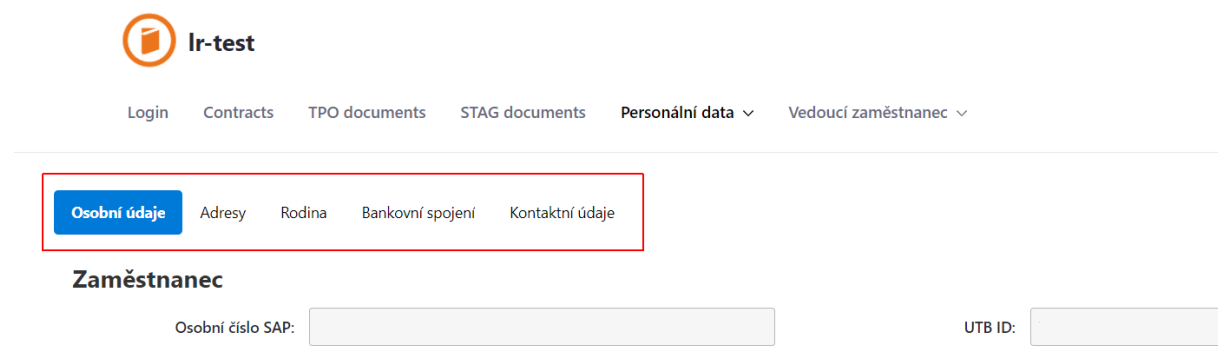 lr-test
Login Contracts TPO documents STAG documents Personální data Vedoucí zaměstnanec
Osobní údaje Adresy Rodina Bankovní spojení Kontaktní údaje
Zaměstnanec
Osobní číslo SAP: UTB ID: